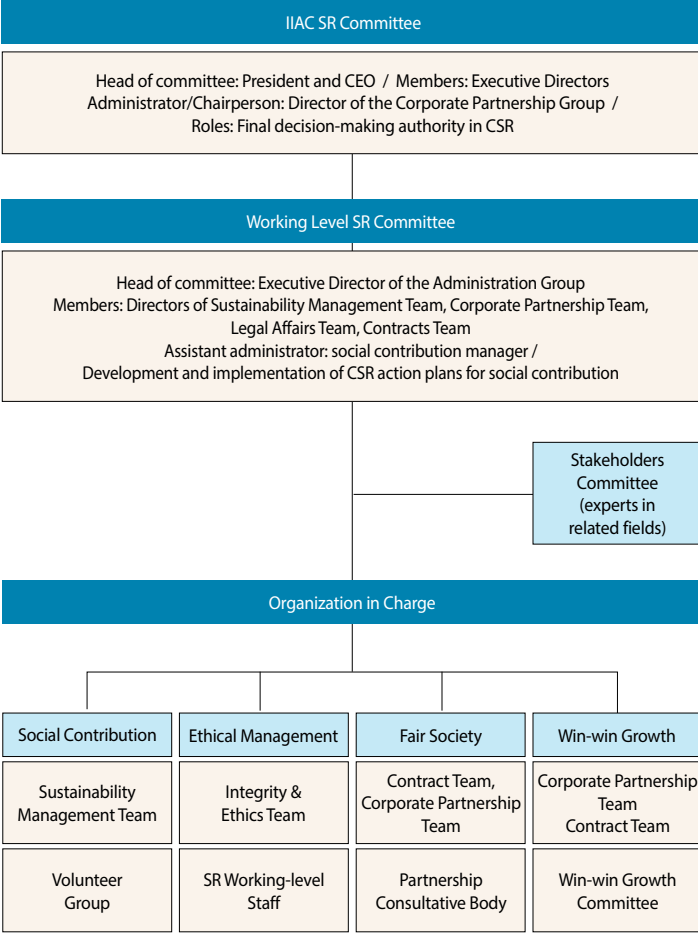 IIAC SR Committee
Head of committee: President and CEO / Members: Executive Directors
Administrator/Chairperson: Director of the Corporate Partnership Group /
Roles: Final decision-making authority in CSR
Working Level SR Committee
Head of committee: Executive Director of the Administration Group
Members: Directors of Sustainability Management Team, Corporate Partnership Team,
Legal Affairs Team, Contracts Team
Assistant administrator: social contribution manager /
Development and implementation of CSR action plans for social contribution
Stakeholders
Committee
(experts in
related fields)
Organization in Charge
Social Contribution
Sustainability
Management Team
Volunteer
Group
Ethical Management
Integrity &
Ethics Team
SR Working-level
Staff
Fair Society
Contract Team,
Corporate Partnership
Team
Partnership
Consultative Body
Win-win Growth
Corporate Partnership
Team
Contract Team
Win-win Growth
Committee